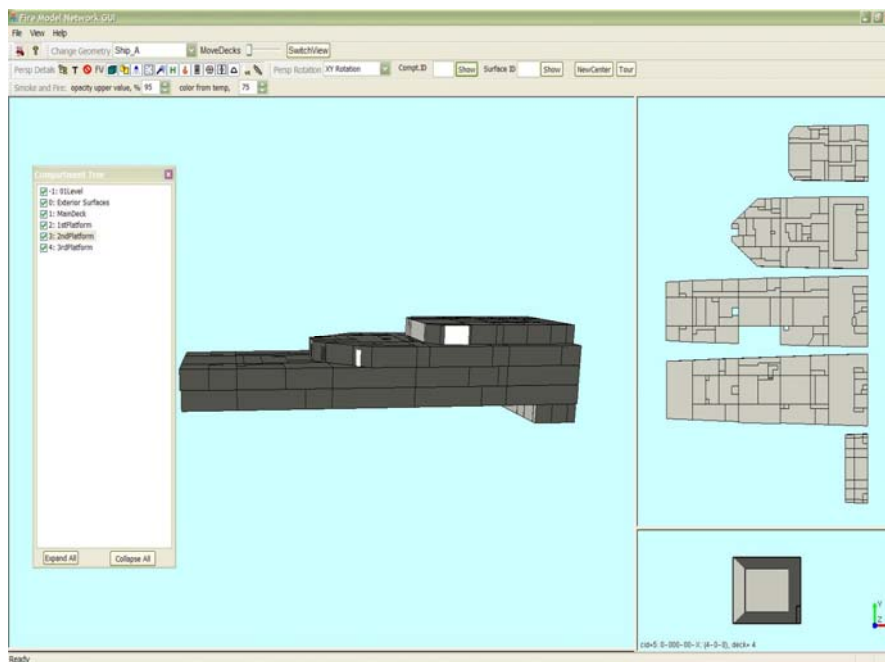 Fire Model Network GUI
File View Help
Change Geometry Ship_A MoveDecks SwitchView
Persp Details T FV H Persp Rotation XY Rotation Compt.ID Show Surface ID Show NewCenter Tour
Smoke and Fire: opacity upper value, % 95 color from temp, 75
Compartment Tree
-1: 01Level
0: Exterior Surfaces
1: MainDeck
2: 1stPlatform
3: 2ndPlatform
4: 3rdPlatform
Expand All Collapse All
Y
Z
deck= 4
Ready